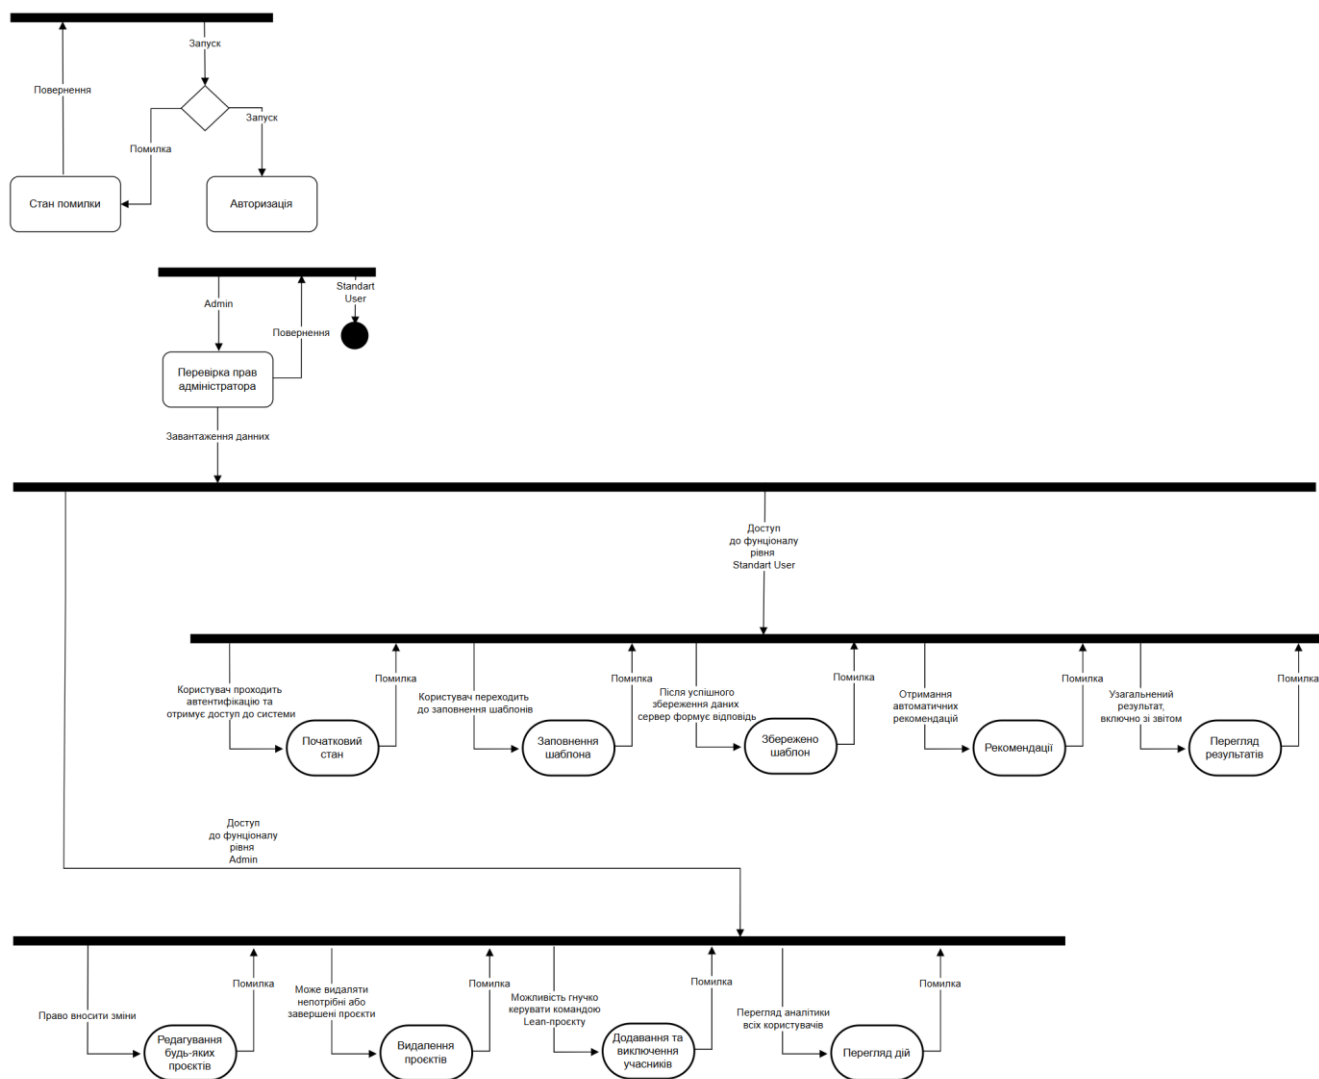 Запуск
Повернення
Запуск
Помилка
Стан помилки
Авторизація
Standart
User
Admin
Повернення
Перевірка прав
адміністратора
Завантаження данних
Доступ
до фунціоналу
рівня
Standart User
Користувач проходить
автентифікацію та
отримує доступ до системи
Помилка
Початковий
стан
Користувач переходить
до заповнення шаблонів
Помилка
Заповнення
шаблона
Після успішного
збереження даних
сервер формує відповідь
Помилка
Збережено
шаблон
Отримання
автоматичних
рекомендацій
Помилка
Рекомендації
Узагальнений
результат,
включно зі звітом
Помилка
Перегляд
результатів
Доступ
до фунціоналу
рівня
Admin
Право вносити зміни
Помилка
Редагування
будь-яких
проєктів
Може видаляти
непотрібні або
завершені проєкти
Помилка
Видалення
проєктів
Можливість гнучко
керувати командою
Lean-проєкту
Помилка
Додавання та
виключення
учасників
Перегляд аналітики
всіх користувачів
Помилка
Перегляд дій